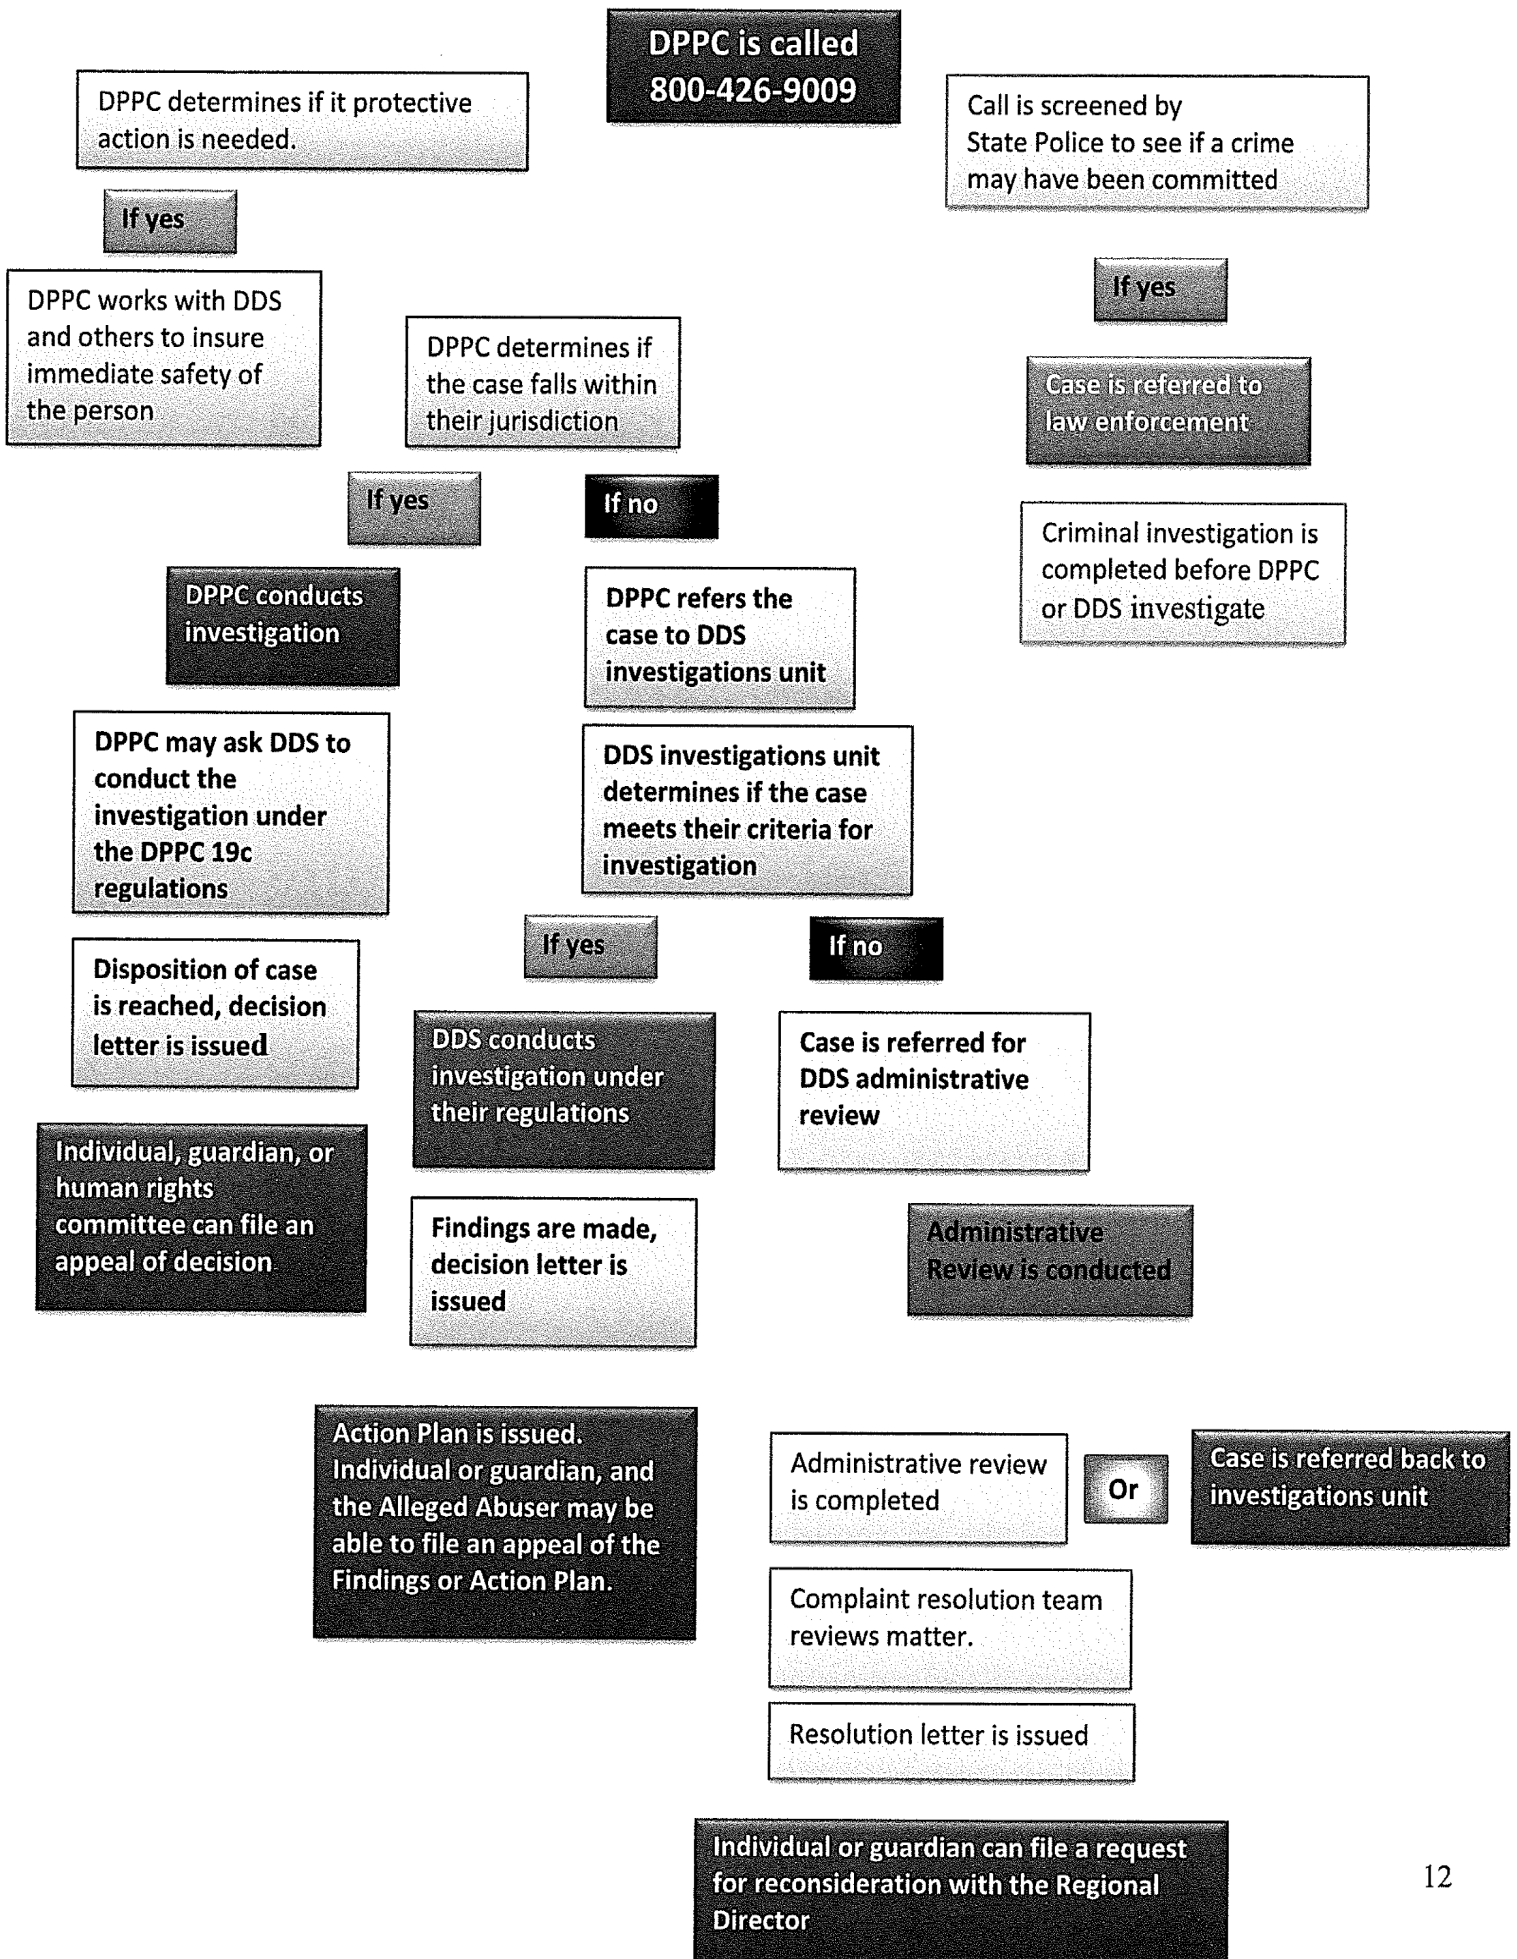 DPPC is called
800-426-9009
DPPC determines if it protective
action is needed.
Call is screened by
State Police to see if a crime
may have been committed
If yes
If yes
DPPC works with DDS
and others to insure
immediate safety of
the person
DPPC determines if
the case falls within
their jurisdiction
Case is referred to
law enforcement
If yes
If no
Criminal investigation is
completed before DPPC
or DDS investigate
DPPC conducts
investigation
DPPC refers the
case to DDS
investigations unit
DPPC may ask DDS to
conduct the
investigation under
the DPPC 19c
regulations
DDS investigations unit
determines if the case
meets their criteria for
investigation
If yes
If no
Disposition of case
is reached, decision
letter is issued
DDS conducts
investigation under
their regulations
Case is referred for
DDS administrative
review
Individual, guardian, or
human rights
committee can file an
appeal of decision
Findings are made,
decision letter is
issued
Administrative
Review is conducted
Action Plan is issued.
Individual or guardian, and
the Alleged Abuser may be
able to file an appeal of the
Findings or Action Plan.
Administrative review
is completed
Or
Case is referred back to
investigations unit
Complaint resolution team
reviews matter.
Resolution letter is issued
Individual or guardian can file a request
for reconsideration with the Regional
Director
12